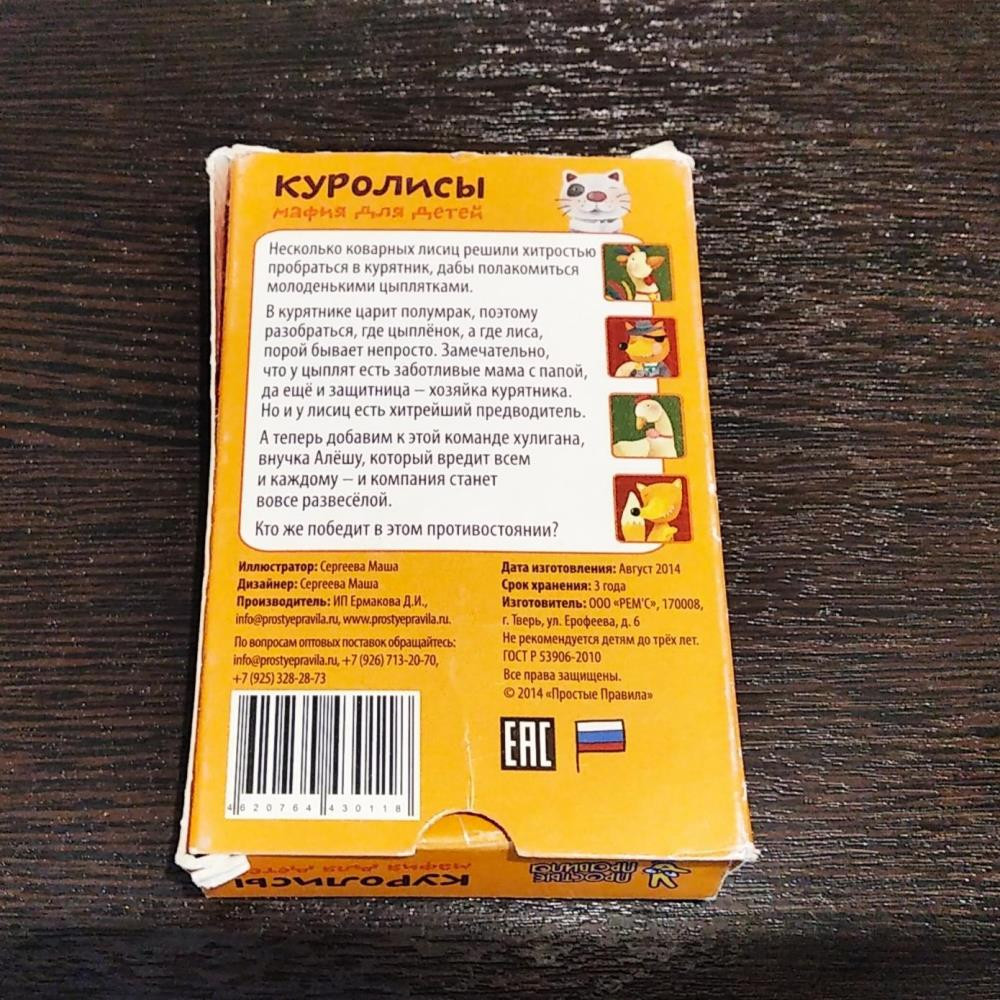 КУРОЛИСЫ
мафия для детей
Несколько коварных лисиц решили хитростью
пробраться в курятник, дабы полакомиться
молоденькими цыплятками.
В курятнике царит полумрак, поэтому
разобраться, где цыплёнок, а где лиса,
порой бывает непросто. Замечательно,
что у цыплят есть заботливые мама с папой,
да ещё и защитница – хозяйка курятника.
Но и у лисиц есть хитрейший предводитель.
А теперь добавим к этой команде хулигана,
внучка Алёшу, который вредит всем
и каждому – и компания станет
вовсе развесёлой.
Кто же победит в этом противостоянии?
Иллюстратор: Сергеева Маша
Дизайнер: Сергеева Маша
Производитель: ИП Ермакова Д.И.,
info@prostyepravila.ru, www.prostyepravila.ru.
По вопросам оптовых поставок обращайтесь:
info@prostyepravila.ru, +7 (926) 713-20-70,
+7 (925) 328-28-73
Дата изготовления: Август 2014
Срок хранения: 3 года
Изготовитель: ООО «РЕМ'С», 170008,
г. Тверь, ул. Ерофеева, д. 6
Не рекомендуется детям до трёх лет.
ГОСТ Р 53906-2010
Все права защищены.
© 2014 «Простые Правила»
EAC
4 620764 430118
КУРОЛИСЫ
мафия для детей
ПРОСТЫЕ
ПРАВИЛА